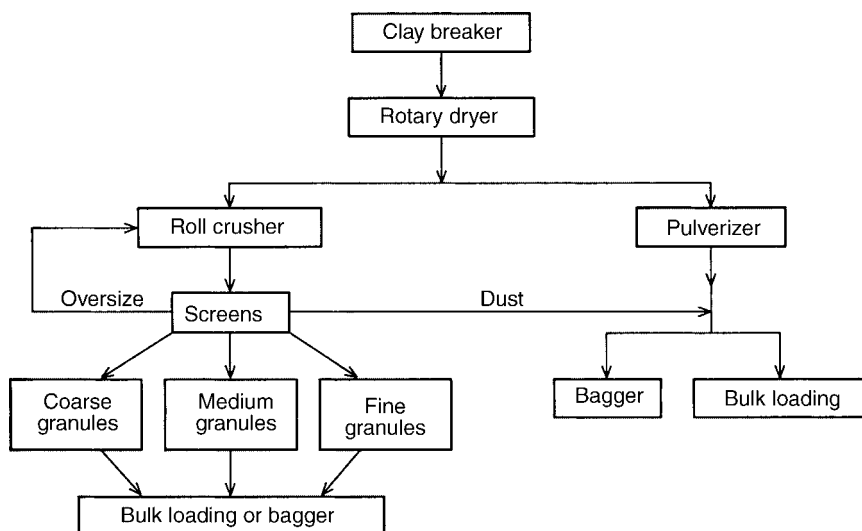 Clay breaker
Rotary dryer
Roll crusher
Pulverizer
Oversize
Screens
Dust
Coarse
granules
Medium
granules
Fine
granules
Bagger
Bulk loading
Bulk loading or bagger